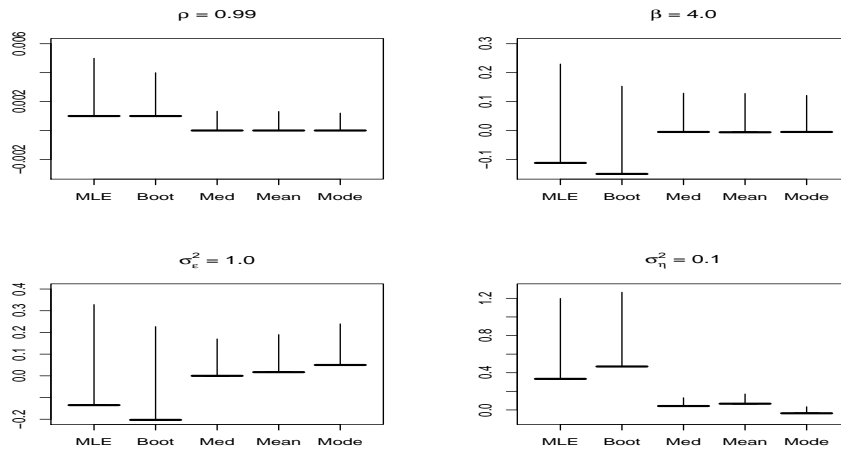 ρ = 0.99
0.006
0.002
-0.002
MLE Boot Med Mean Mode
β = 4.0
0.3
0.2
0.1
0.0
-0.1
MLE Boot Med Mean Mode
σ²_ε = 1.0
0.4
0.3
0.2
0.1
0.0
-0.2
MLE Boot Med Mean Mode
σ²_η = 0.1
1.2
0.8
0.4
0.0
MLE Boot Med Mean Mode